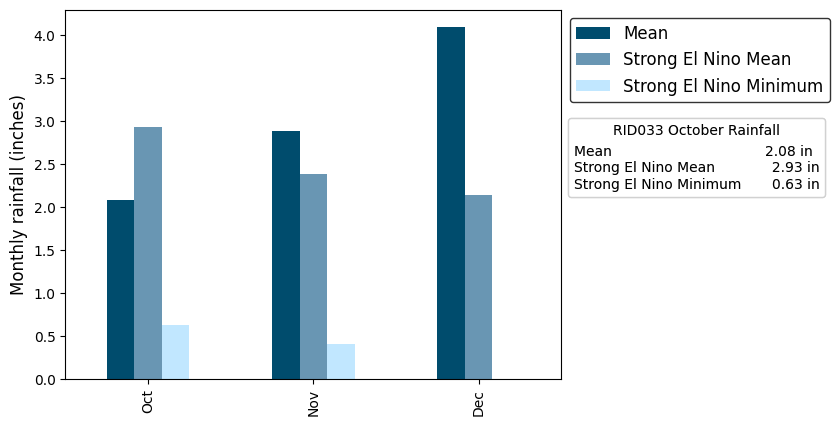 Monthly rainfall (inches)
4.0
3.5
3.0
2.5
2.0
1.5
1.0
0.5
0.0
Oct
Nov
Dec
Mean
Strong El Nino Mean
Strong El Nino Minimum
RID033 October Rainfall
Mean 2.08 in
Strong El Nino Mean 2.93 in
Strong El Nino Minimum 0.63 in